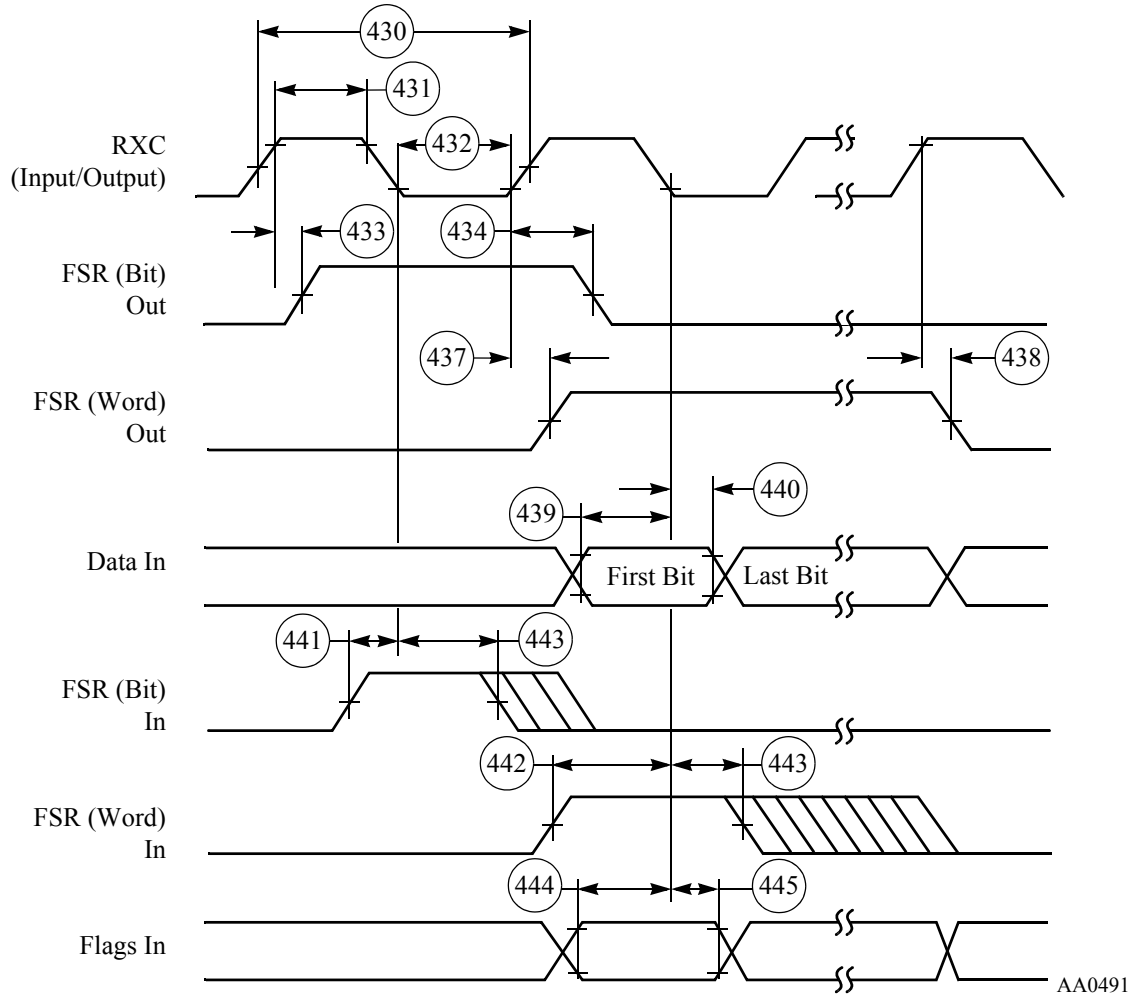 430
431
RXC
(Input/Output)
432
433
434
FSR (Bit)
Out
437
438
FSR (Word)
Out
439
440
Data In
First Bit
Last Bit
441
443
FSR (Bit)
In
442
443
FSR (Word)
In
444
445
Flags In
AA0491